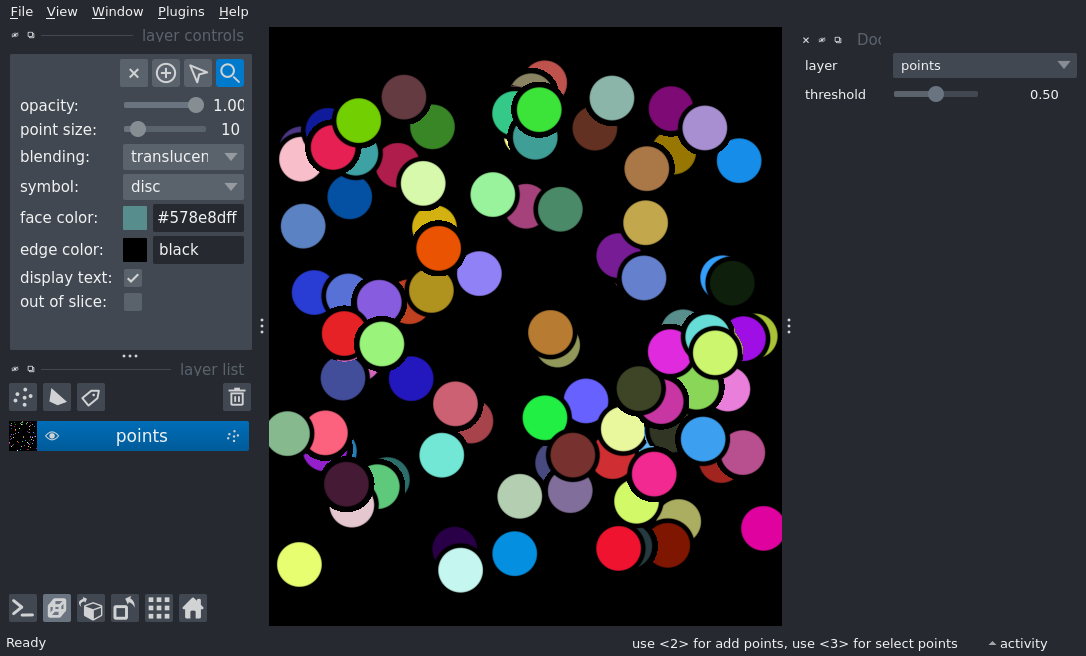 File View Window Plugins Help
layer controls
opacity: 1.00
point size: 10
blending: translucen
symbol: disc
face color: #578e8dff
edge color: black
display text:
out of slice:
layer list
points
Ready
layer points
threshold 0.50
use <2> for add points, use <3> for select points
activity